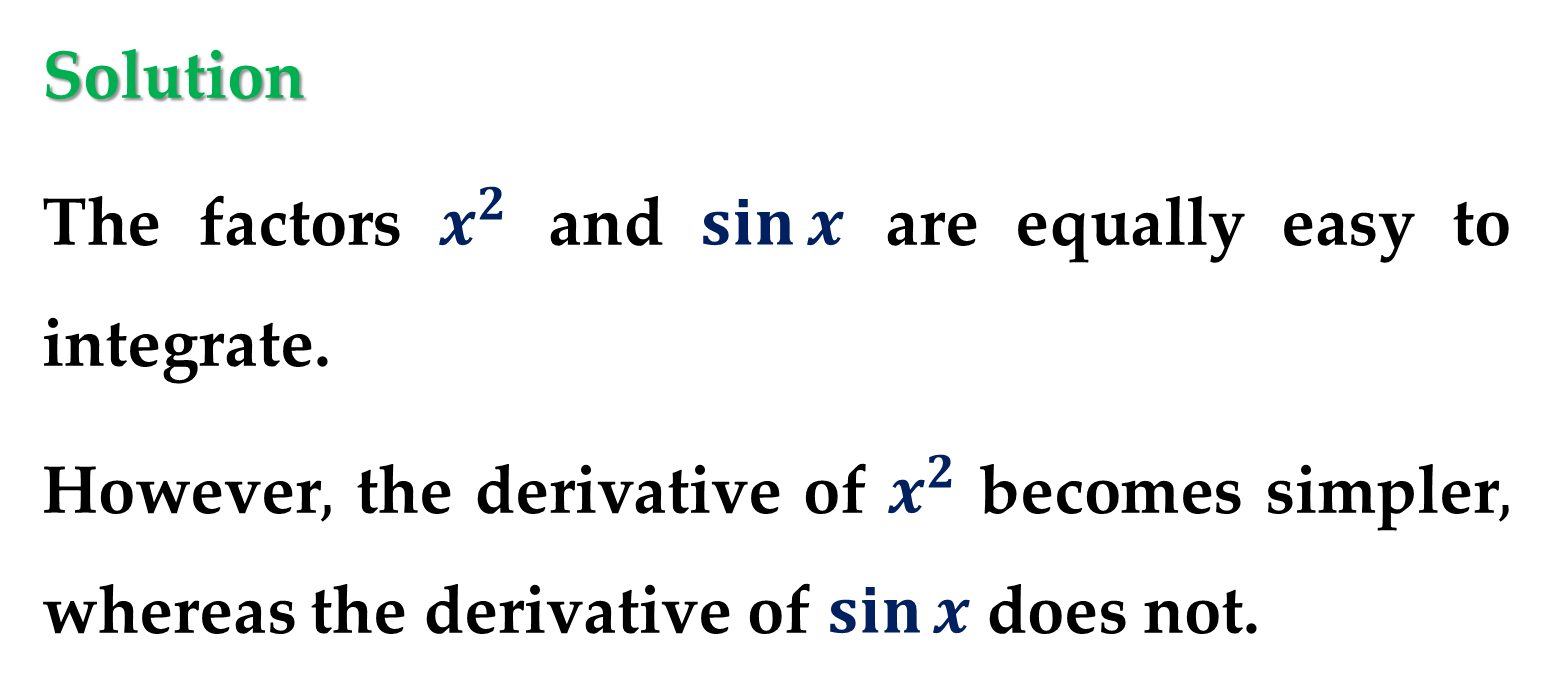 Solution
The factors x² and sin x are equally easy to
integrate.
However, the derivative of x² becomes simpler,
whereas the derivative of sin x does not.